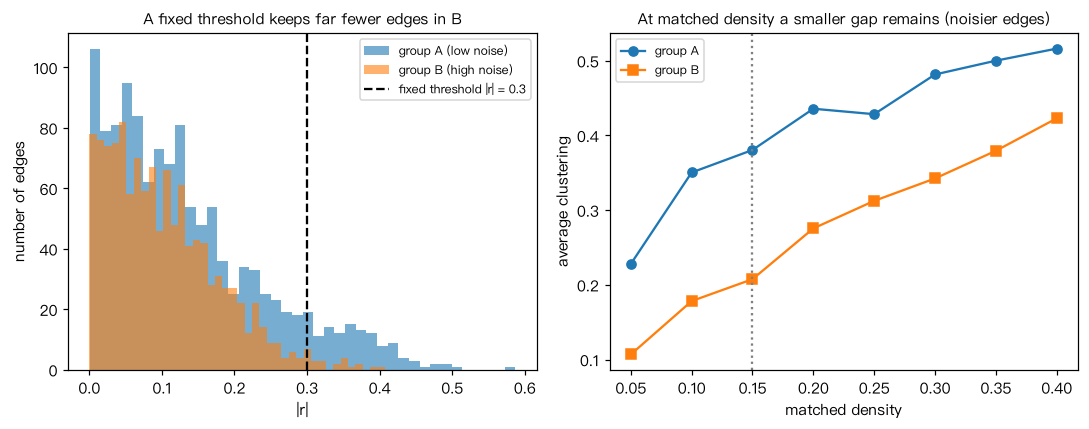 A fixed threshold keeps far fewer edges in B
group A (low noise)
group B (high noise)
fixed threshold |r| = 0.3
number of edges
100
80
60
40
20
0
0.0 0.1 0.2 0.3 0.4 0.5 0.6
|r|
At matched density a smaller gap remains (noisier edges)
group A
group B
average clustering
0.5
0.4
0.3
0.2
0.1
0.05 0.10 0.15 0.20 0.25 0.30 0.35 0.40
matched density